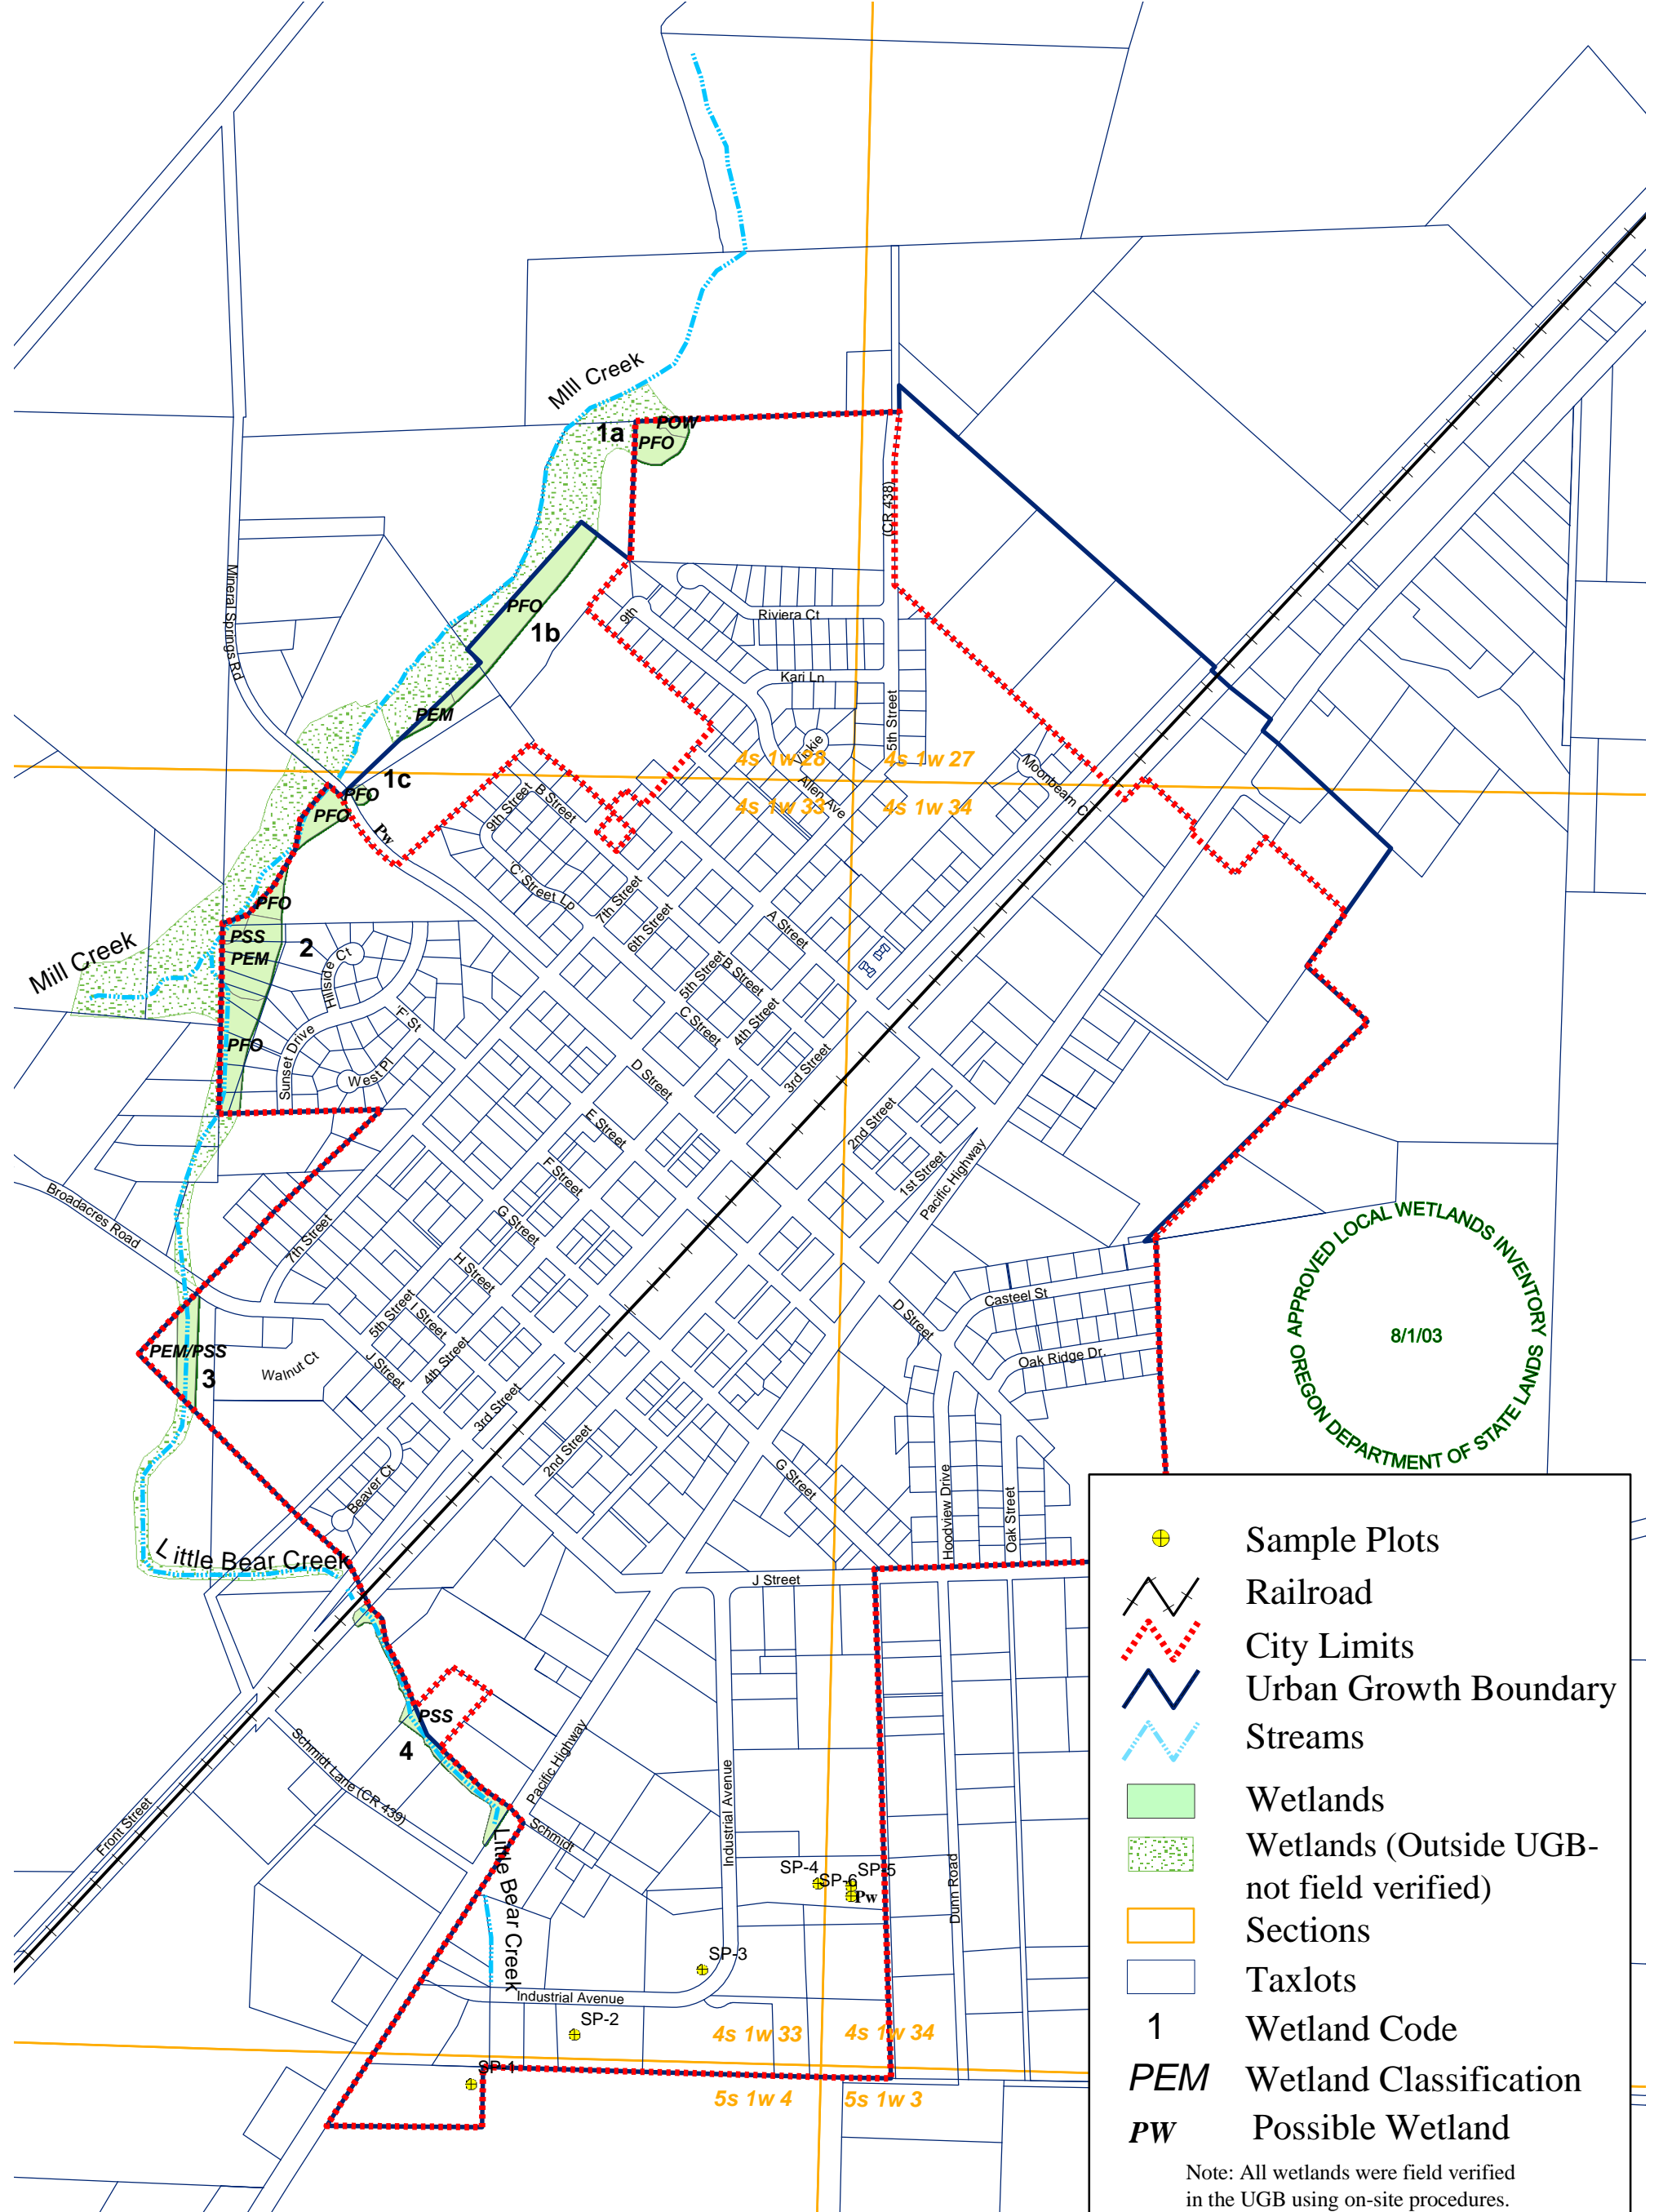 MIll Creek
1a
POW
PFO
(CR 438)
Mineral Springs Rd
PFO
1b
9th
Riviera Ct
Kari Ln
PEM
5th Street
4s 1w 28
4s 1w 27
1c
PFO
PFO
Pw
Moonbeam Ct
4s 1w 33
4s 1w 34
Allen Ave
9th Street
B Street
C' Street Lp
7th Street
6th Street
A Street
PFO
PSS
PEM
2
Mill Creek
Hillside Ct
5th Street
B Street
4th Street
C Street
'F' St
PFO
Sunset Drive
West Pl
D Street
3rd Street
E Street
2nd Street
F Street
1st Street
Pacific Highway
Broadacres Road
7th Street
G Street
H Street
5th Street
I Street
J Street
4th Street
Walnut Ct
3rd Street
PEM/PSS
3
D Street
Casteel St
Oak Ridge Dr.
APPROVED LOCAL WETLANDS INVENTORY
8/1/03
OREGON DEPARTMENT OF STATE LANDS
2nd Street
G Street
Beaver Ct
Hoodview Drive
Oak Street
Little Bear Creek
J Street
PSS
4
Schmidt Lane (CR 439)
Pacific Highway
Front Street
Schmidt
Industrial Avenue
Little Bear Creek
SP-4
SP-5
SP-6
Pw
Dunn Road
SP-3
Industrial Avenue
SP-2
4s 1w 33
4s 1w 34
SP-1
5s 1w 4
5s 1w 3
Sample Plots
Railroad
City Limits
Urban Growth Boundary
Streams
Wetlands
Wetlands (Outside UGB-
not field verified)
Sections
Taxlots
1 Wetland Code
PEM Wetland Classification
PW Possible Wetland
Note: All wetlands were field verified
in the UGB using on-site procedures.